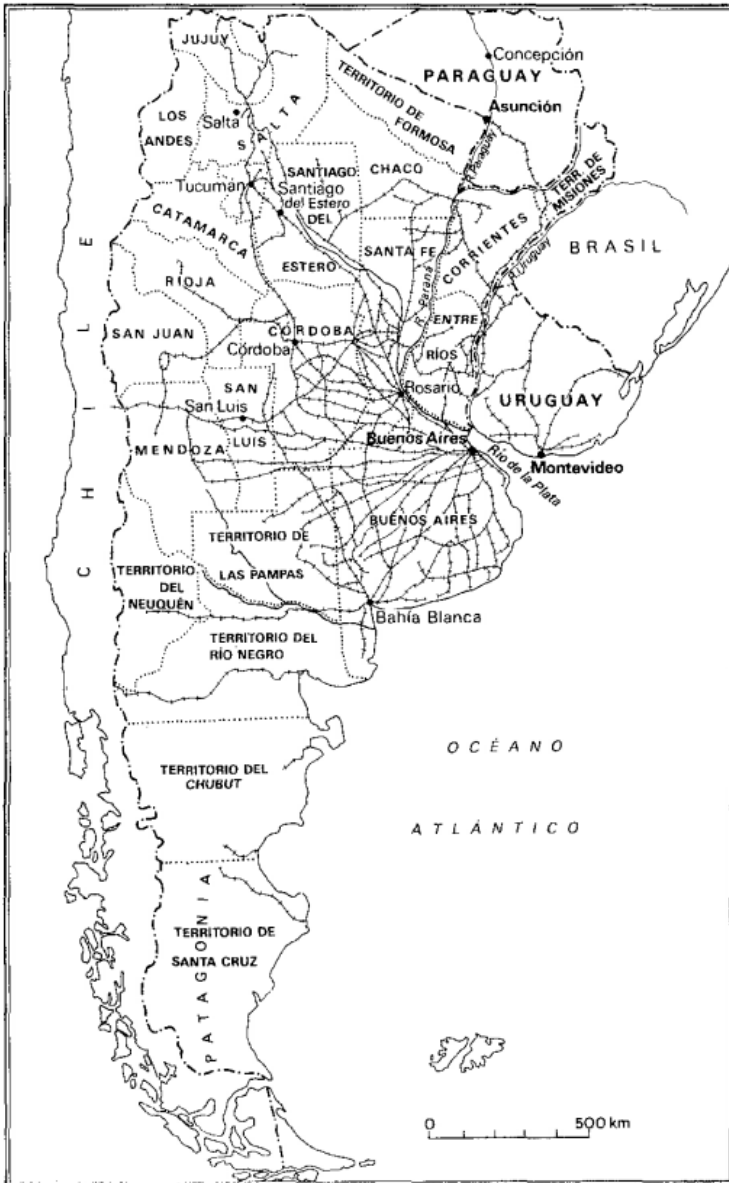 JUJUY
Concepción
PARAGUAY
TERRITORIO DE
FORMOSA
Asunción
LOS
ANDES
Salta
SALTA
R. Paraguay
CHACO
SANTIAGO
DEL
ESTERO
Tucumán
Santiago
del Estero
TERR. DE
MISIONES
CATAMARCA
SANTA FE
CORRIENTES
R. Uruguay
BRASIL
RIOJA
R. Paraná
ENTRE
RÍOS
SAN JUAN
CÓRDOBA
Córdoba
CHILE
SAN
LUIS
San Luis
Rosario
URUGUAY
MENDOZA
Buenos Aires
Montevideo
Río de la Plata
BUENOS AIRES
TERRITORIO DE
LAS PAMPAS
TERRITORIO
DEL
NEUQUÉN
Bahía Blanca
TERRITORIO DEL
RÍO NEGRO
OCÉANO
ATLÁNTICO
TERRITORIO DEL
CHUBUT
PATAGONIA
TERRITORIO DE
SANTA CRUZ
0 500 km